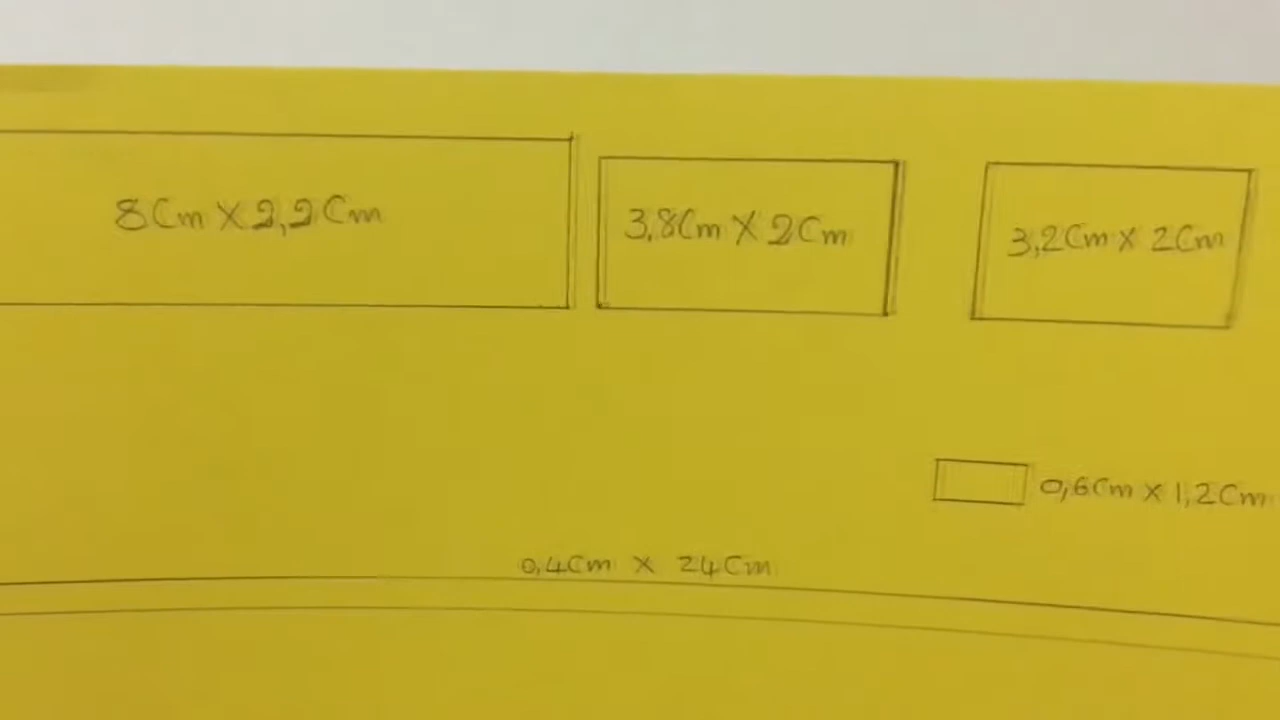 8Cm X 2,2Cm
3,8Cm X 2Cm
3,2Cm x 2Cm
0,6Cm x 1,2Cm
0,4Cm x 24Cm